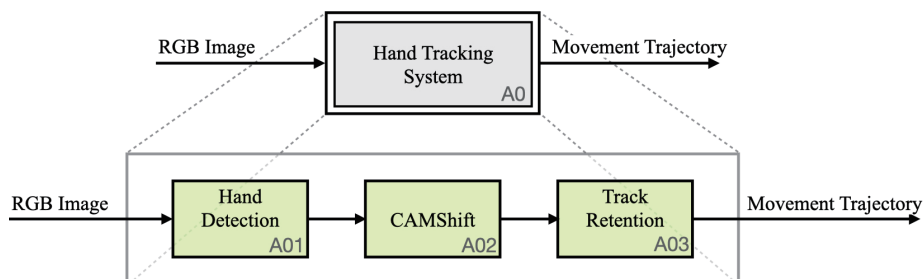 RGB Image
Hand Tracking
System
A0
Movement Trajectory
RGB Image
Hand
Detection
A01
CAMShift
A02
Track
Retention
A03
Movement Trajectory